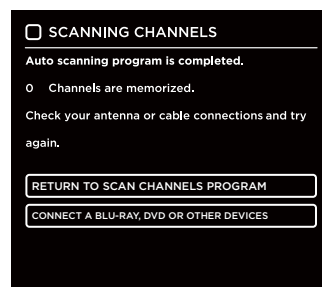 SCANNING CHANNELS
Auto scanning program is completed.
0 Channels are memorized.
Check your antenna or cable connections and try
again.
RETURN TO SCAN CHANNELS PROGRAM
CONNECT A BLU-RAY, DVD OR OTHER DEVICES